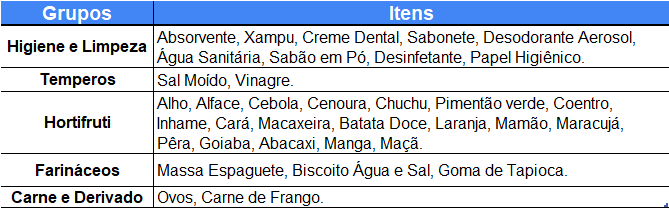 Grupos Itens
Higiene e Limpeza
Absorvente, Xampu, Creme Dental, Sabonete, Desodorante Aerosol,
Água Sanitária, Sabão em Pó, Desinfetante, Papel Higiênico.
Temperos Sal Moído, Vinagre.
Hortifruti
Alho, Alface, Cebola, Cenoura, Chuchu, Pimentão verde, Coentro,
Inhame, Cará, Macaxeira, Batata Doce, Laranja, Mamão, Maracujá,
Pêra, Goiaba, Abacaxi, Manga, Maçã.
Farináceos Massa Espaguete, Biscoito Água e Sal, Goma de Tapioca.
Carne e Derivado Ovos, Carne de Frango.